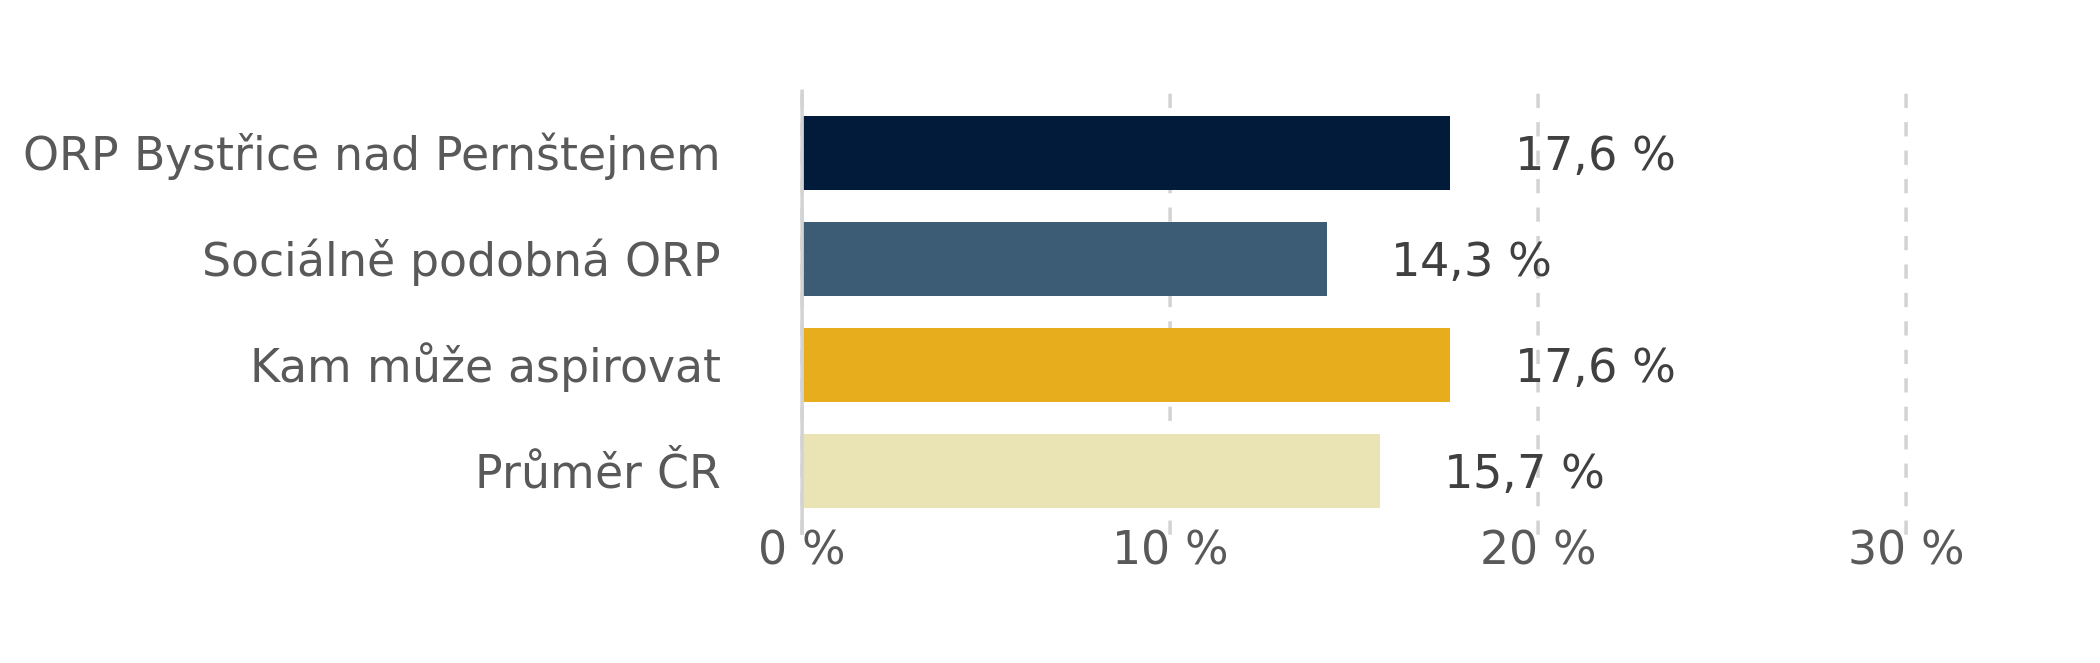 ORP Bystřice nad Pernštejnem 17,6 %
Sociálně podobná ORP 14,3 %
Kam může aspirovat 17,6 %
Průměr ČR 15,7 %
0 % 10 % 20 % 30 %